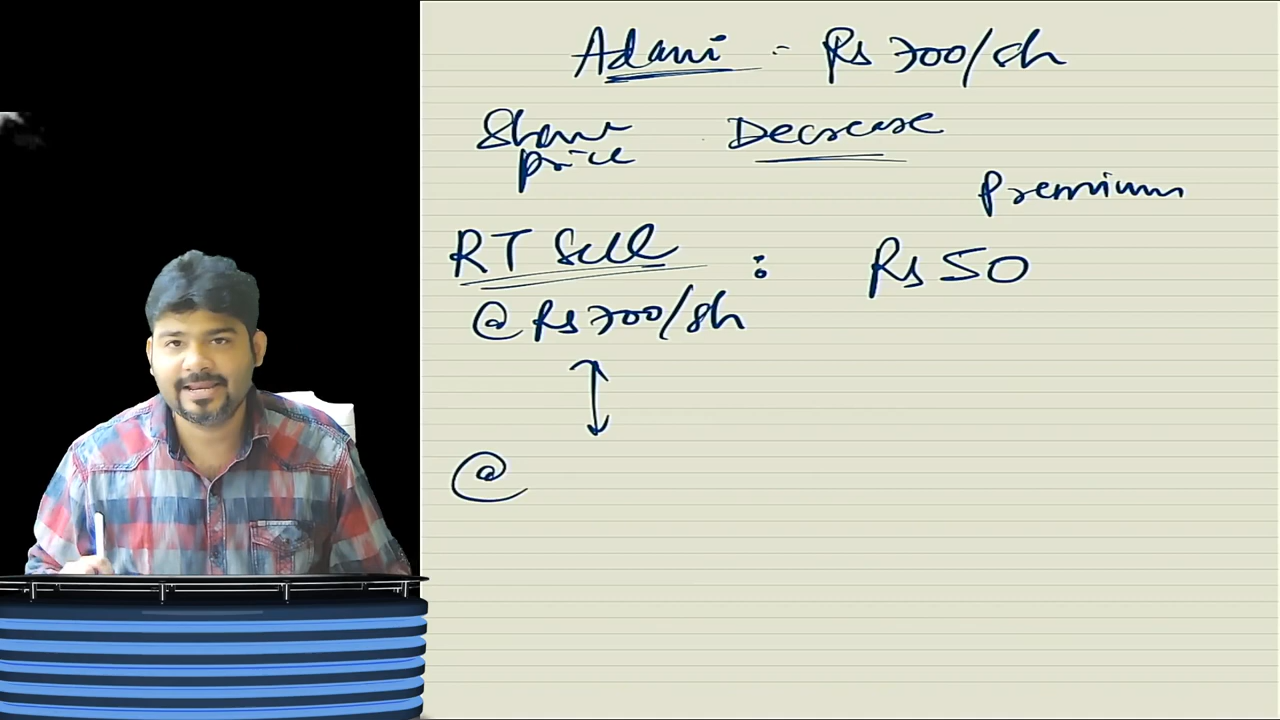 Adani - Rs 700/sh
Share price Decrease
Premium
RT Sell : Rs 50
@ Rs 700/sh
@